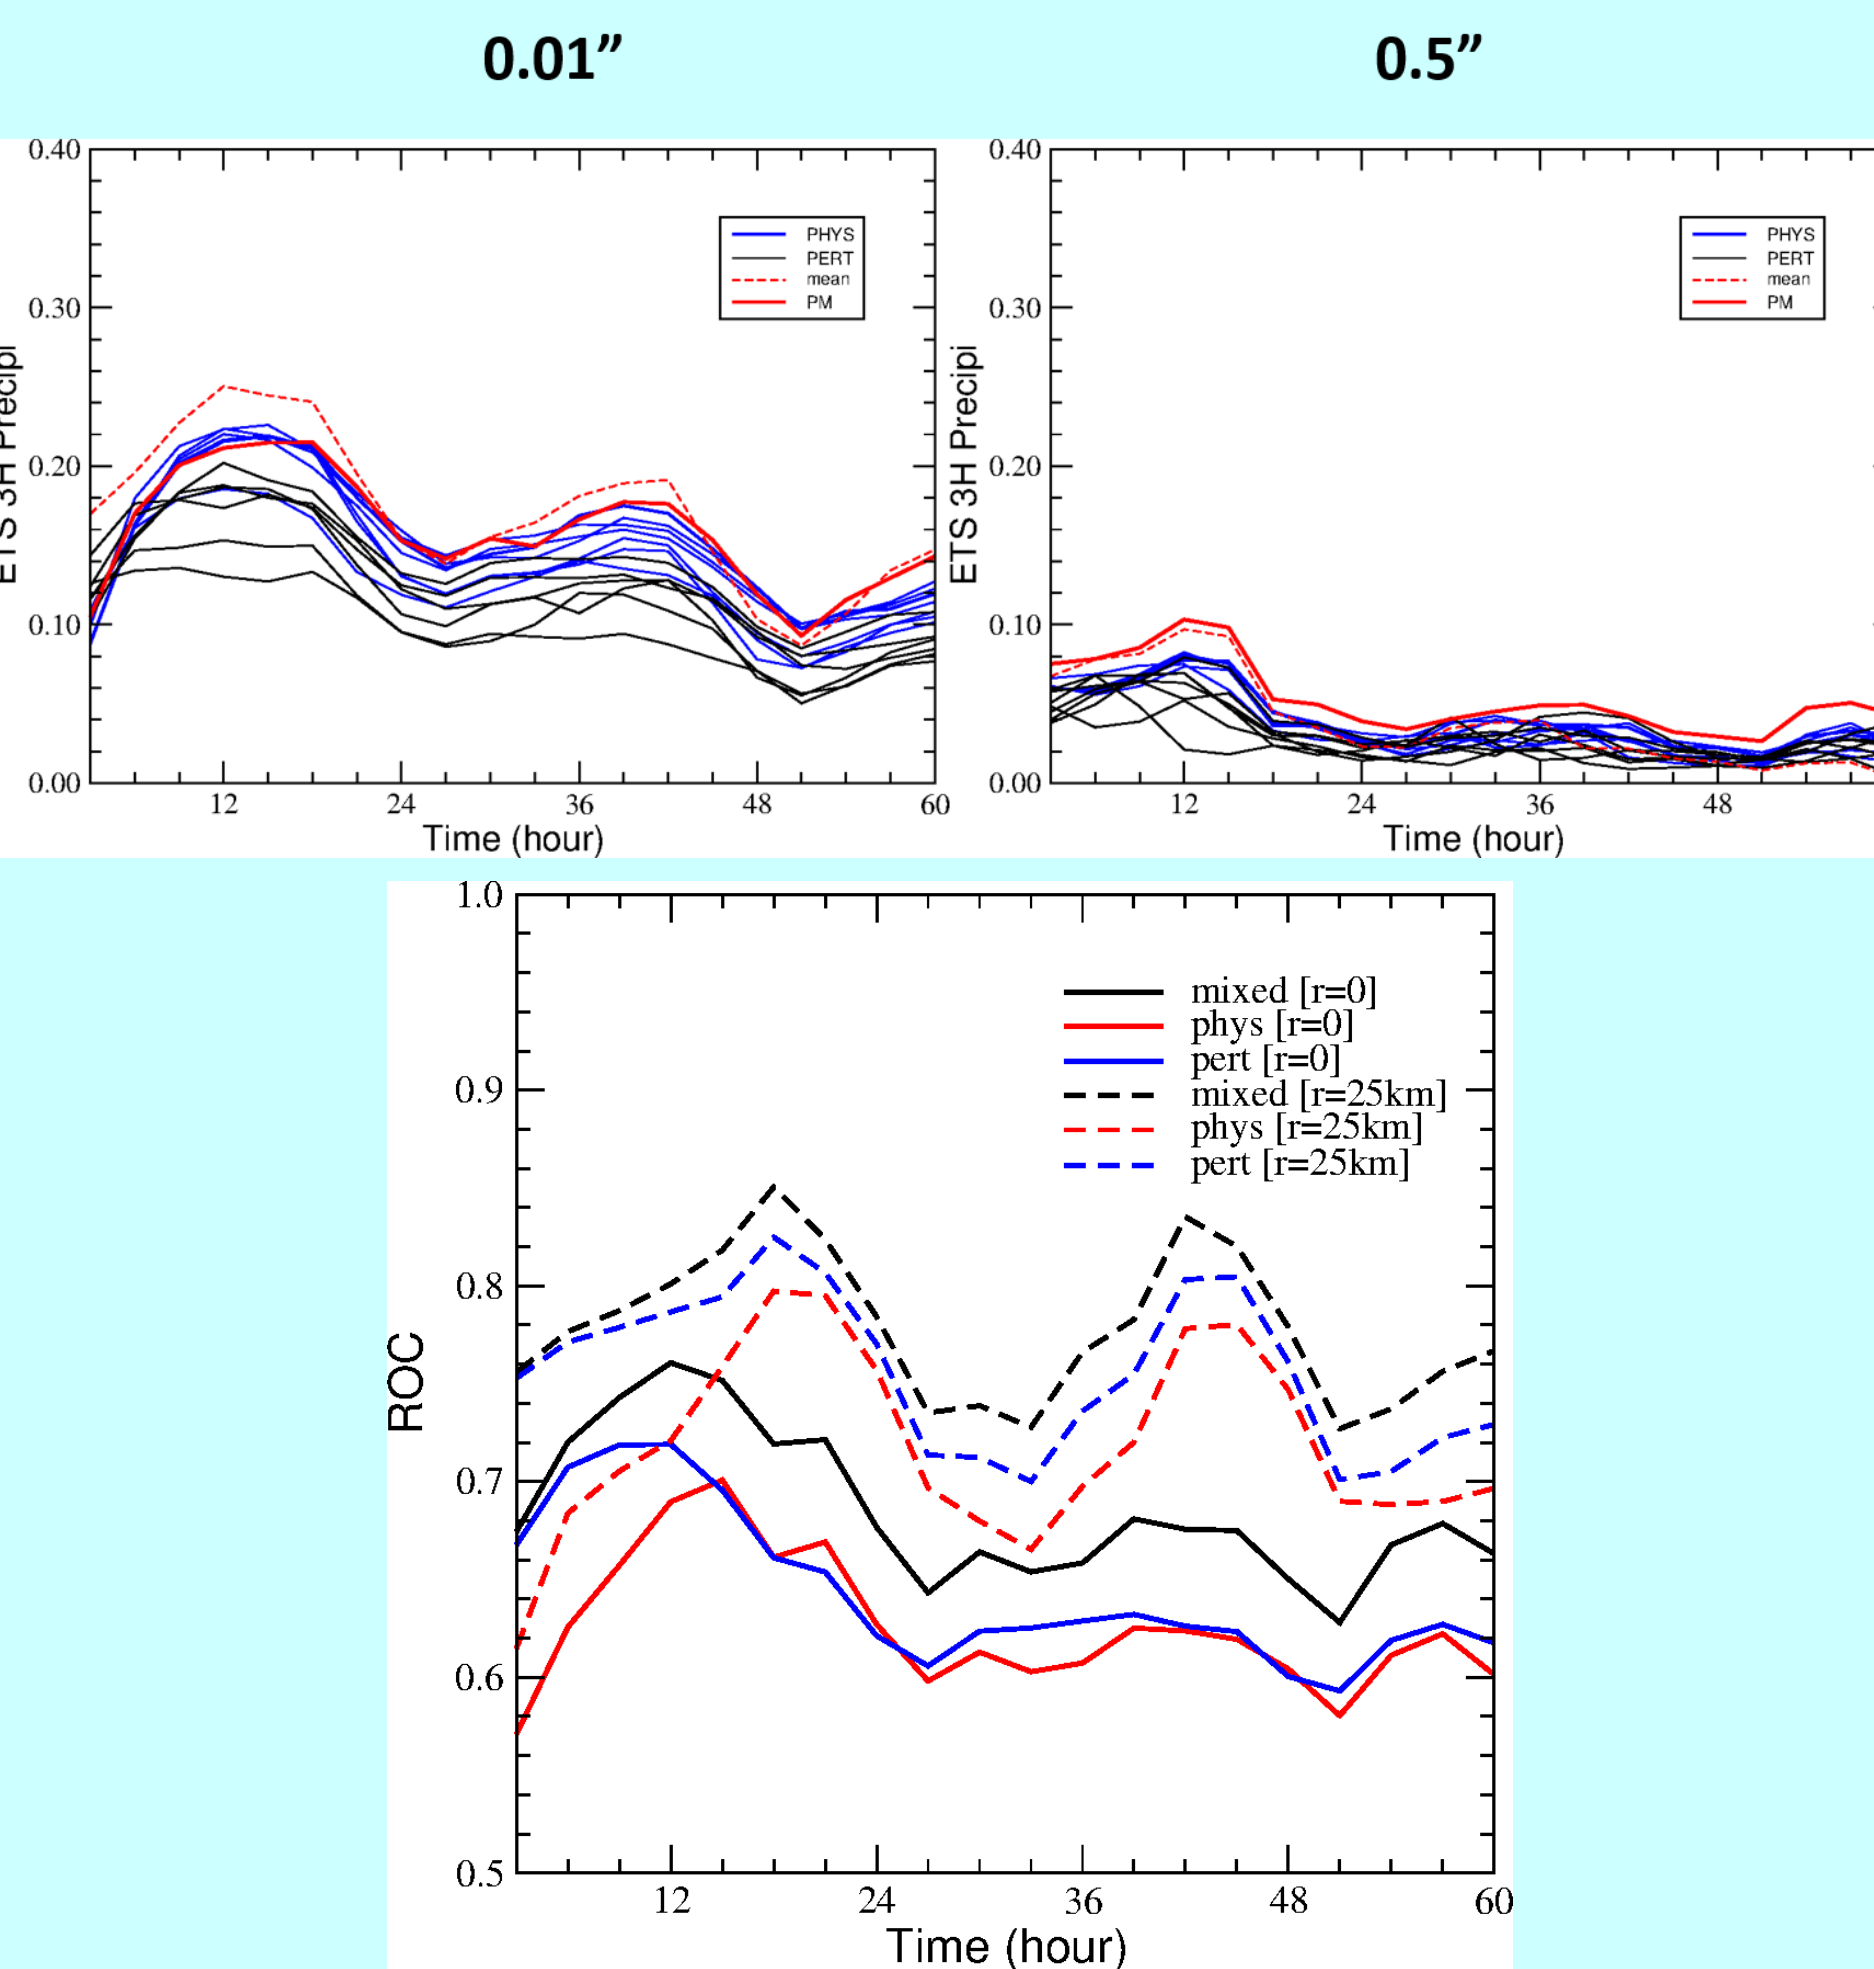 0.01” 0.5”
0.40 0.40
PHYS PHYS
PERT PERT
mean mean
PM PM
0.30 0.30
ETS 3H Precipi ETS 3H Precipi
0.20 0.20
0.10 0.10
0.00 0.00
12 24 36 48 60 12 24 36 48
Time (hour) Time (hour)
1.0
mixed [r=0]
phys [r=0]
pert [r=0]
0.9
mixed [r=25km]
phys [r=25km]
pert [r=25km]
0.8
ROC
0.7
0.6
0.5
12 24 36 48 60
Time (hour)